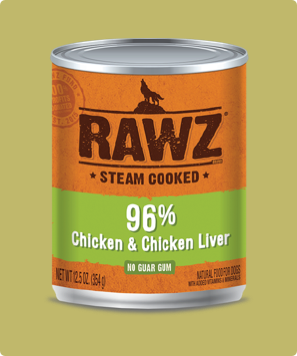 RAWZ
STEAM COOKED
96%
Chicken & Chicken Liver
NO GUAR GUM
NET WT 12.5 OZ (354g)
NATURAL FOOD FOR DOGS
WITH ADDED VITAMINS & MINERALS